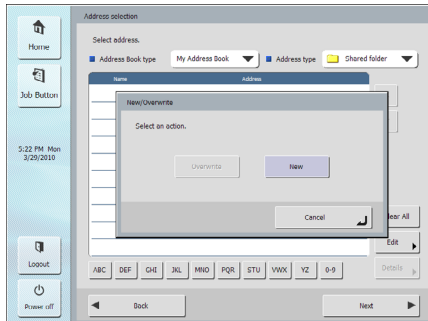 Address selection
Home
Select address.
Address Book type My Address Book Address type Shared folder
Name Address
Job Button
New/Overwrite
Select an action.
5:22 PM Mon
3/29/2010
Overwrite New
Cancel
Clear All
Edit
Logout
ABC DEF GHI JKL MNO PQR STU VWX YZ 0-9 Details
Power off
Back Next